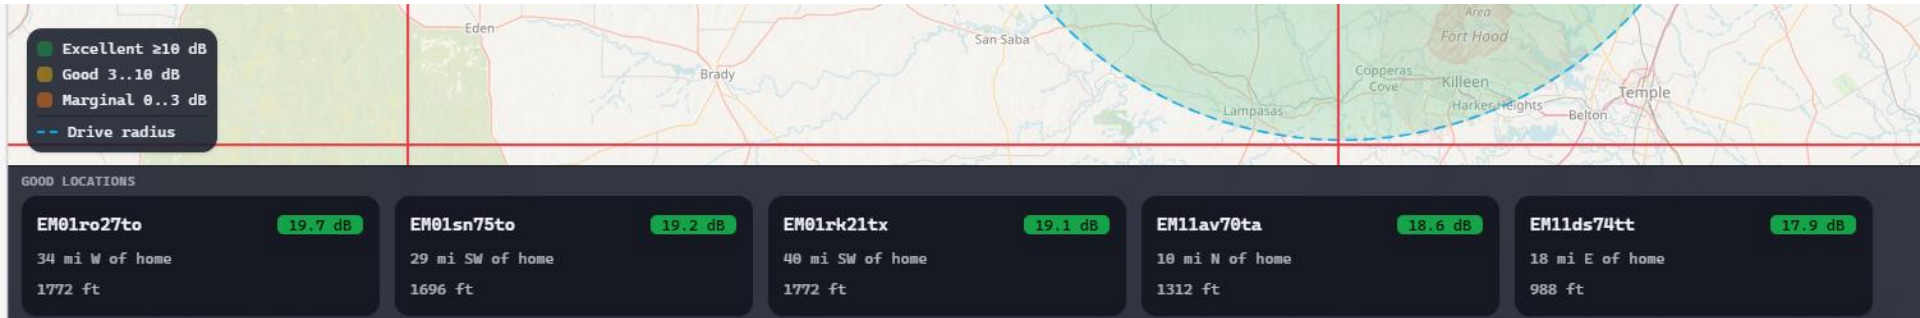 Excellent ≥10 dB
Good 3..10 dB
Marginal 0..3 dB
Drive radius
Eden
Brady
San Saba
Area
Fort Hood
Copperas
Cove
Killeen
Harker Heights
Lampasas
Belton
Temple
GOOD LOCATIONS
EM01ro27to 19.7 dB
34 mi W of home
1772 ft
EM01sn75to 19.2 dB
29 mi SW of home
1696 ft
EM01rk21tx 19.1 dB
40 mi SW of home
1772 ft
EM11av70ta 18.6 dB
10 mi N of home
1312 ft
EM11ds74tt 17.9 dB
18 mi E of home
988 ft